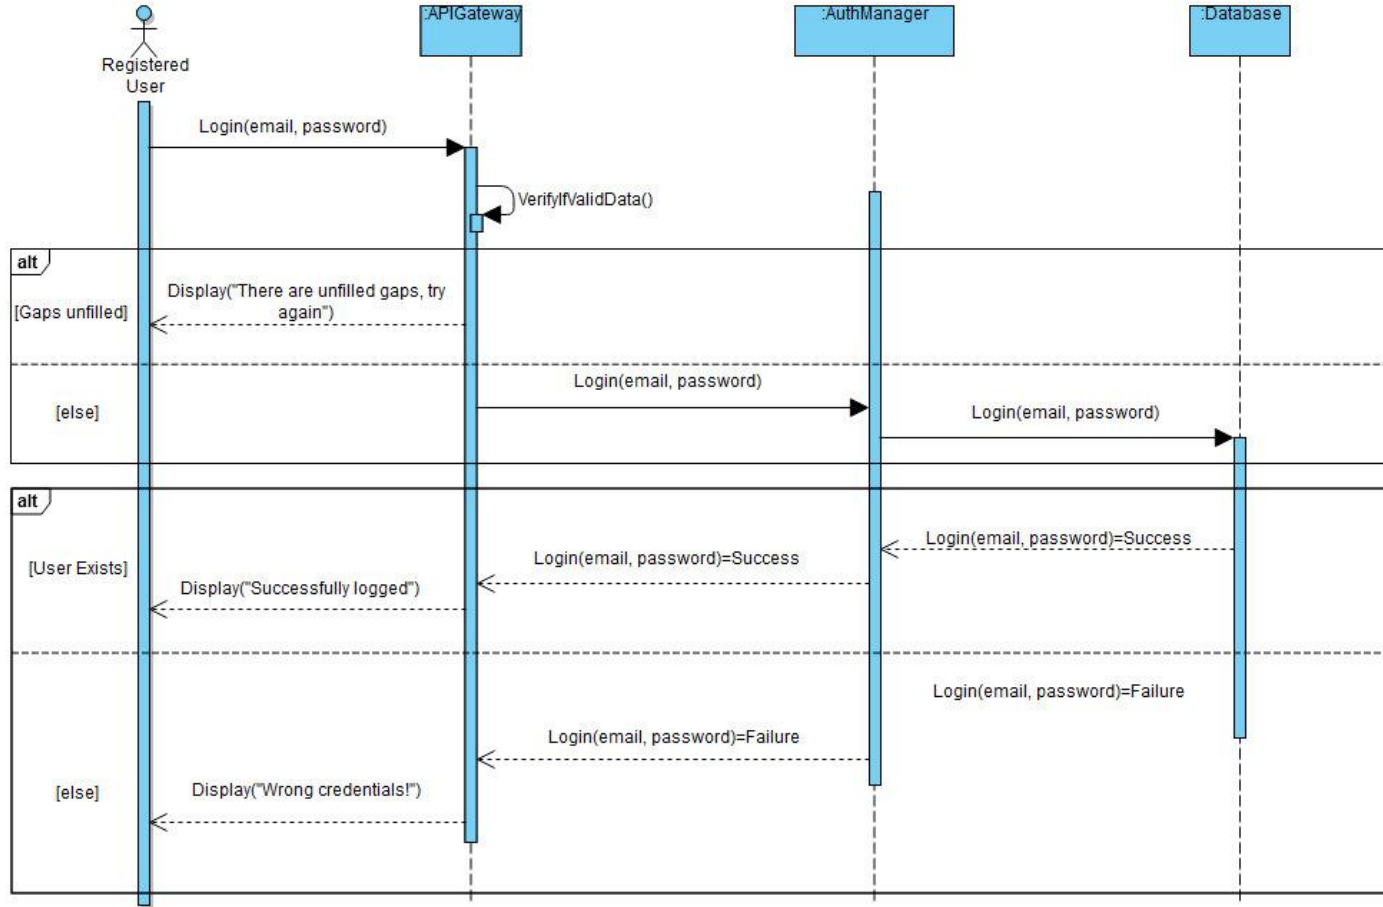 :APIGateway
:AuthManager
:Database
Registered
User
Login(email, password)
VerifyIfValidData()
alt
[Gaps unfilled]
Display("There are unfilled gaps, try
again")
[else]
Login(email, password)
Login(email, password)
alt
[User Exists]
Login(email, password)=Success
Login(email, password)=Success
Display("Successfully logged")
Login(email, password)=Failure
Login(email, password)=Failure
[else]
Display("Wrong credentials!")